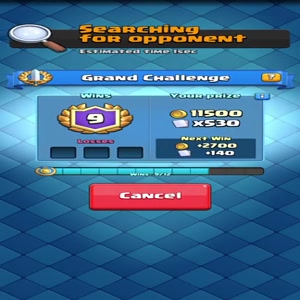 Searching
for opponent
Estimated time: 1sec
Grand Challenge
Wins
Your Prize
9
11500
x530
Losses
Next Win
+2700
+140
Wins: 9/12
Cancel